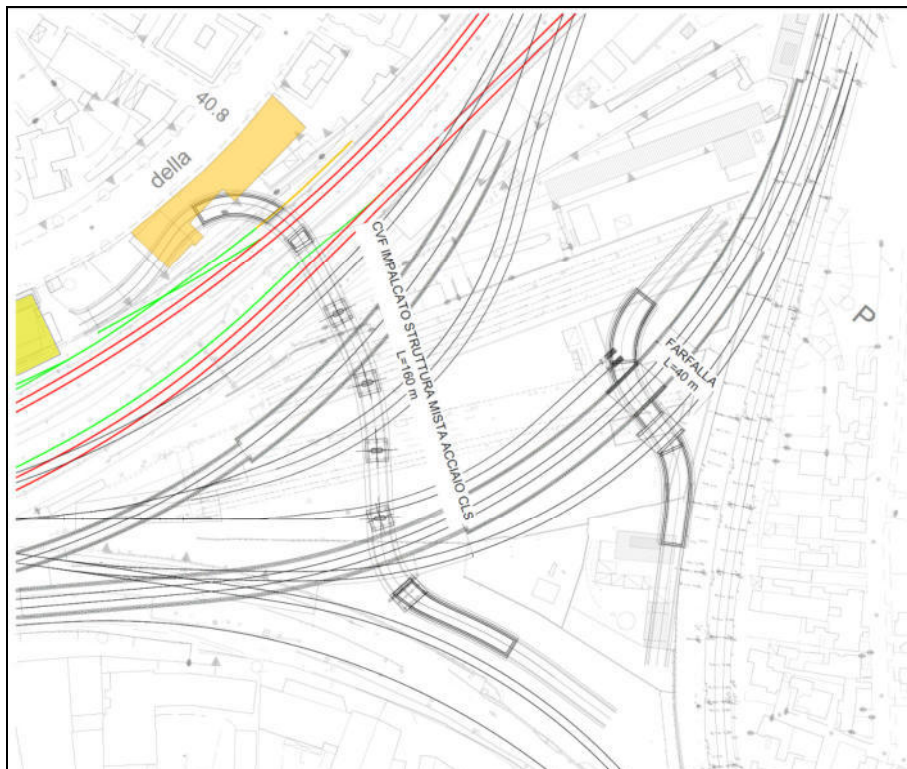 40.8
della
CVF IMPALCATO STRUTTURA MISTA ACCIAIO CLS
L=160 m
FARFALLA
L=40 m
P